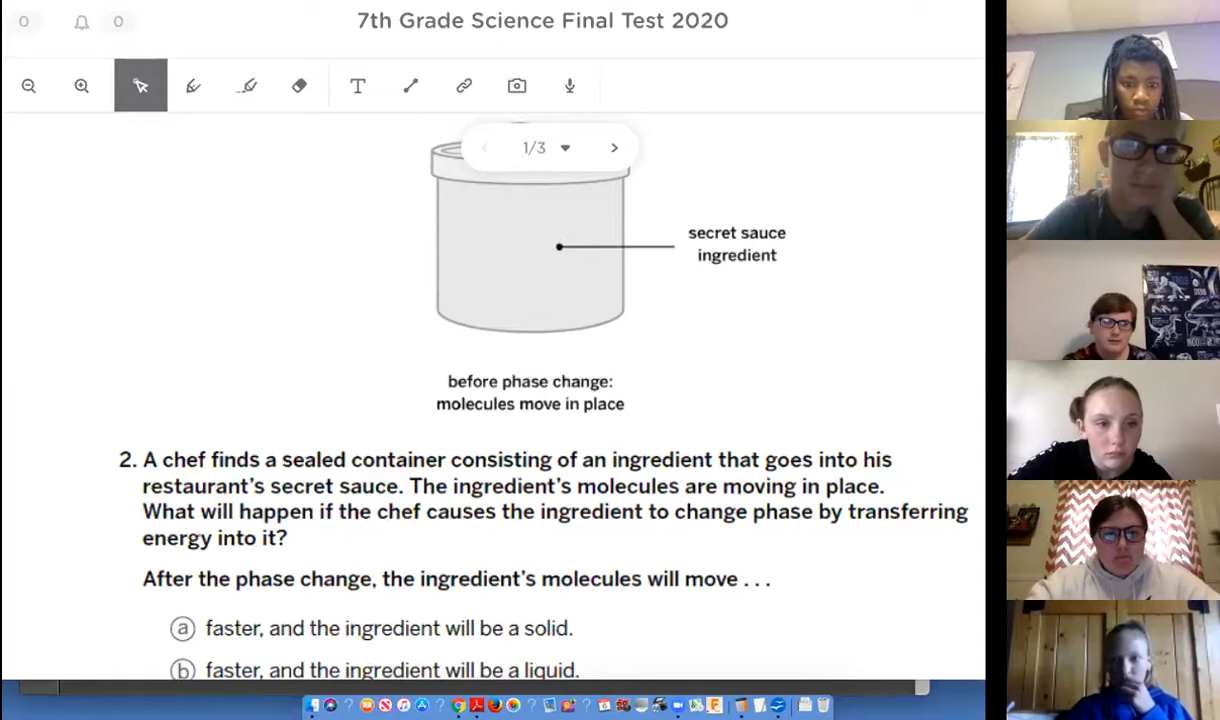 0
0
7th Grade Science Final Test 2020
T
1/3
secret sauce
ingredient
before phase change:
molecules move in place
2. A chef finds a sealed container consisting of an ingredient that goes into his
restaurant's secret sauce. The ingredient's molecules are moving in place.
What will happen if the chef causes the ingredient to change phase by transferring
energy into it?
After the phase change, the ingredient's molecules will move . . .
a faster, and the ingredient will be a solid.
b faster, and the ingredient will be a liquid.